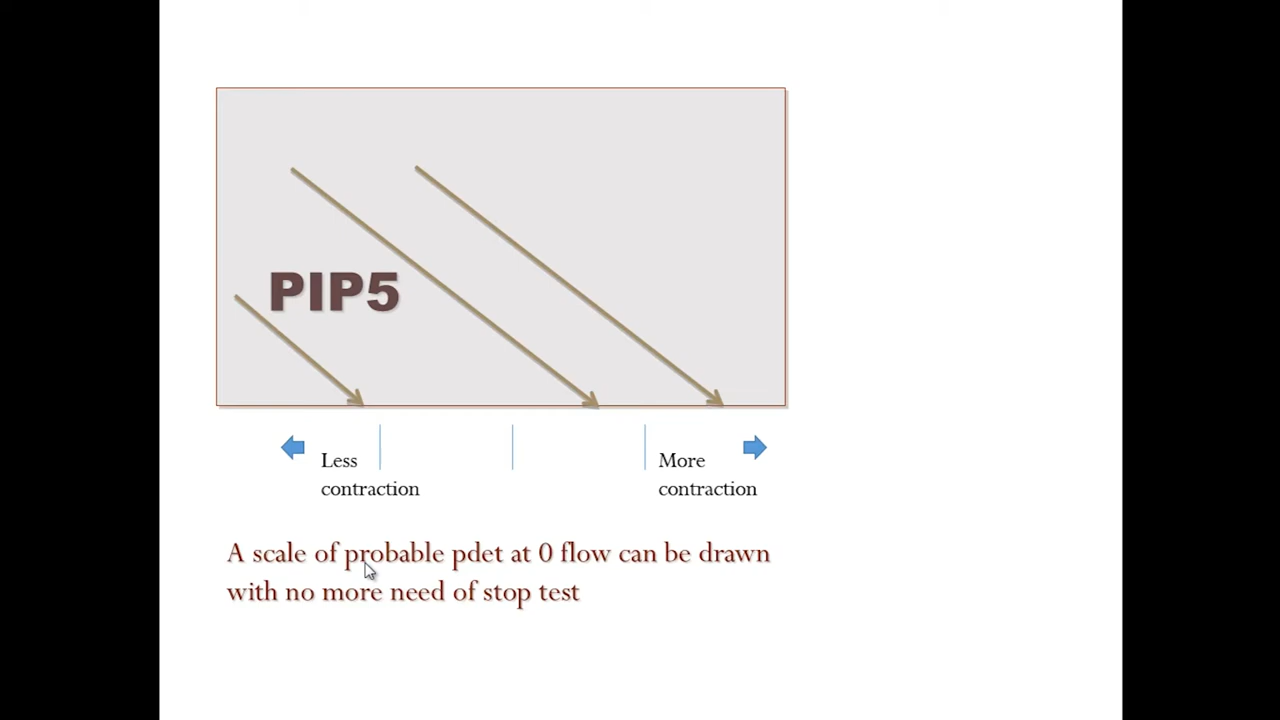 PIP5
Less
contraction
More
contraction
A scale of probable pdet at 0 flow can be drawn
with no more need of stop test